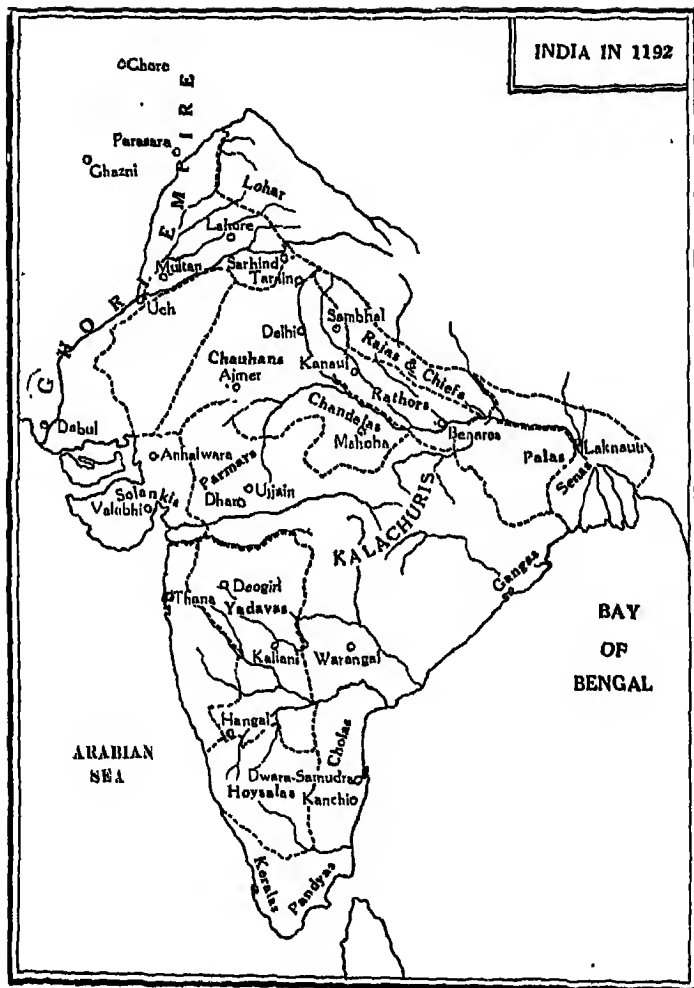 INDIA IN 1192
Ghore
GHORI EMPIRE
Parasara
Ghazni
Lohar
Lahore
Multan
Sarhind
Tarain
Uch
Sambhal
Delhi
Rajas & Chiefs
Chauhans
Ajmer
Kanauj
Rathors
Chandelas
Mahoba
Benares
Dabul
Anhalwara
Parmars
Palas
Laknauti
Senas
Solankis
Valabhi
Ujjain
Dhar
KALACHURIS
Gangas
Deogiri
Thana
Yadavas
BAY
OF
BENGAL
Kaliani
Warangal
Hangal
Cholas
ARABIAN
SEA
Dwara-Samudra
Hoysalas
Kanchi
Keralas
Pandyas